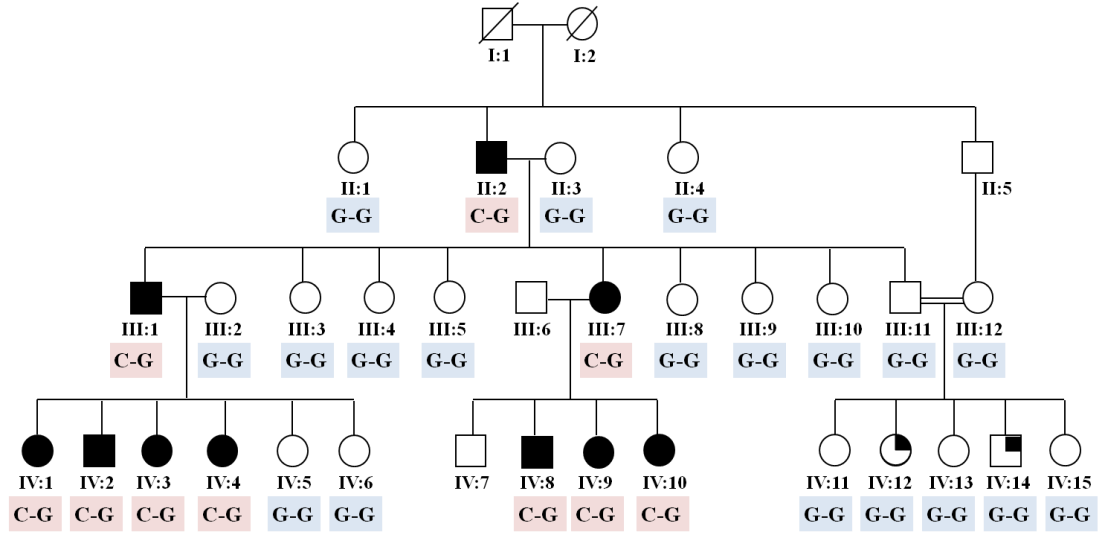 I:1 I:2
II:1 II:2 II:3 II:4 II:5
G-G C-G G-G G-G
III:1 III:2 III:3 III:4 III:5 III:6 III:7 III:8 III:9 III:10 III:11 III:12
C-G G-G G-G G-G G-G C-G G-G G-G G-G G-G G-G
IV:1 IV:2 IV:3 IV:4 IV:5 IV:6 IV:7 IV:8 IV:9 IV:10 IV:11 IV:12 IV:13 IV:14 IV:15
C-G C-G C-G C-G G-G G-G C-G C-G C-G G-G G-G G-G G-G G-G